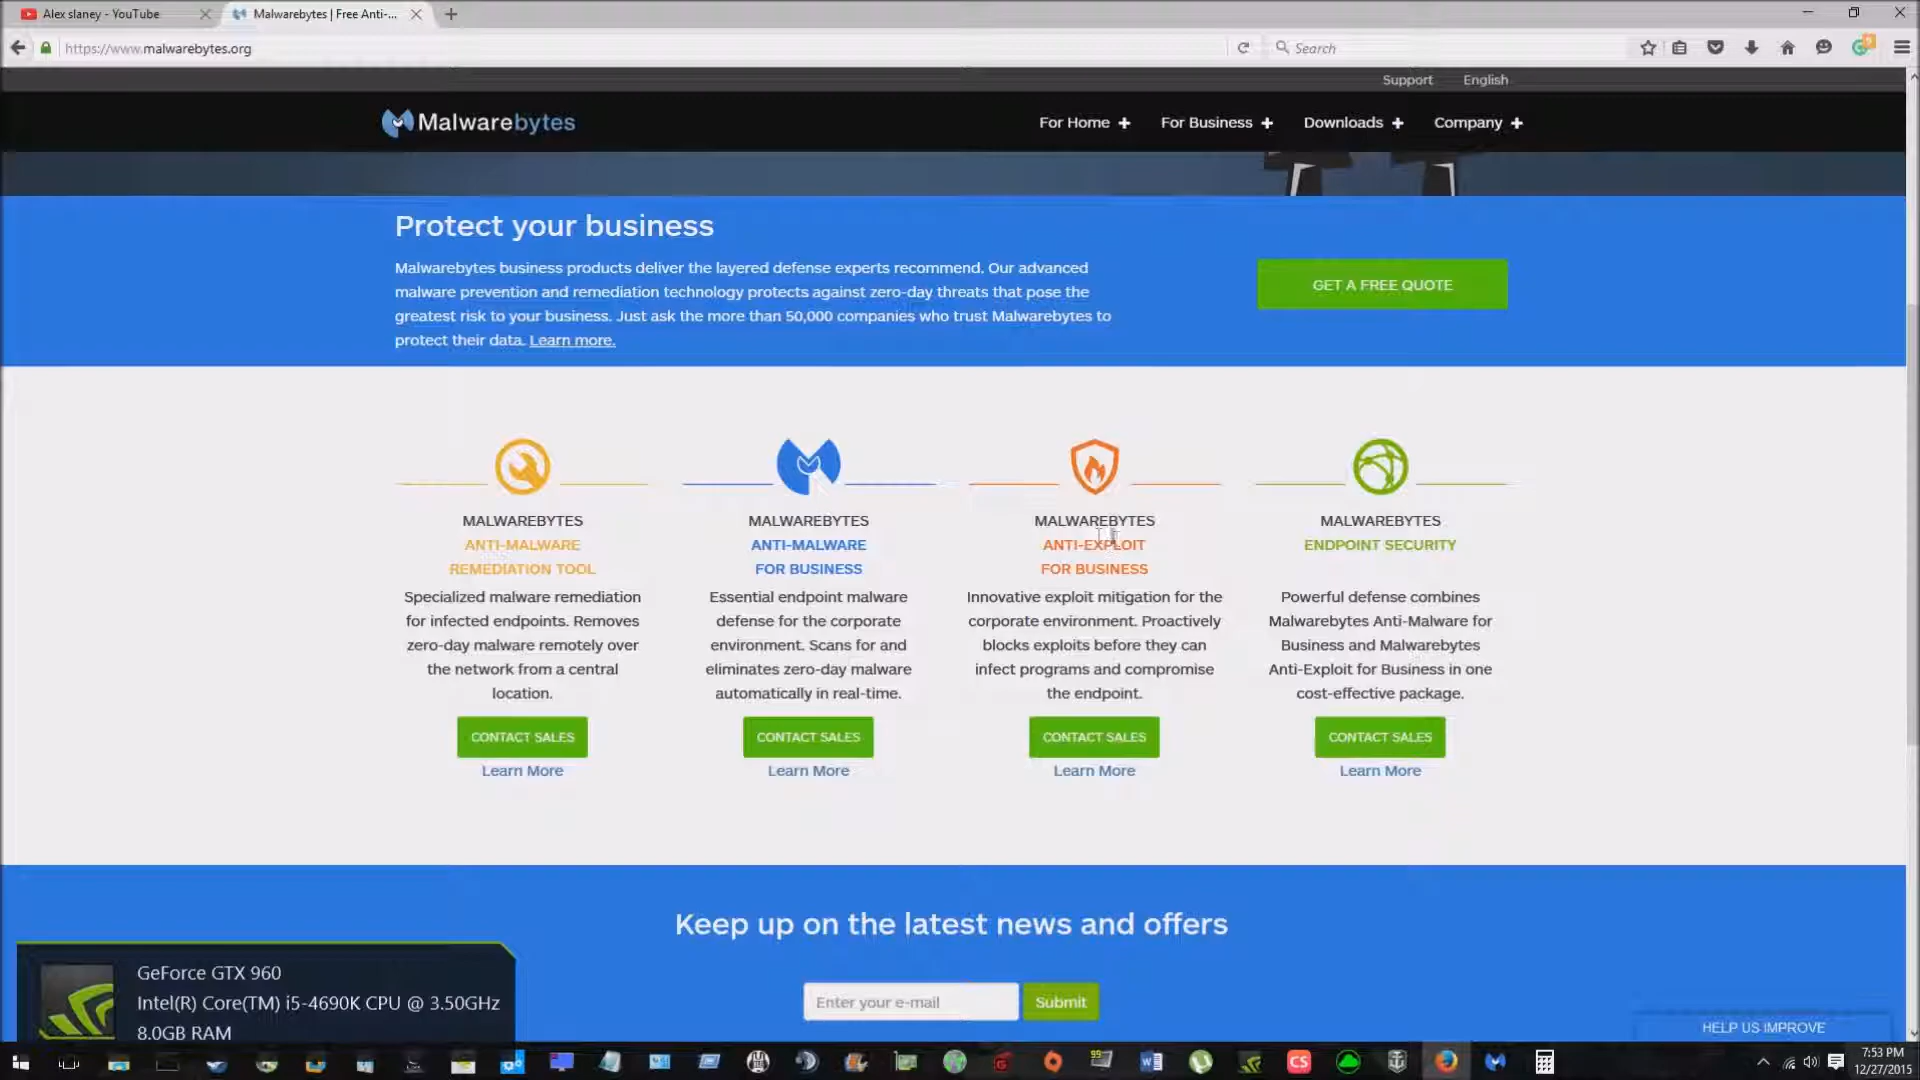 Alex slaney - YouTube
Malwarebytes | Free Anti-...
https://www.malwarebytes.org
Search
Support English
Malwarebytes
For Home + For Business + Downloads + Company +
Protect your business
Malwarebytes business products deliver the layered defense experts recommend. Our advanced
malware prevention and remediation technology protects against zero-day threats that pose the
greatest risk to your business. Just ask the more than 50,000 companies who trust Malwarebytes to
protect their data. Learn more.
GET A FREE QUOTE
MALWAREBYTES
ANTI-MALWARE
REMEDIATION TOOL
Specialized malware remediation
for infected endpoints. Removes
zero-day malware remotely over
the network from a central
location.
CONTACT SALES
Learn More
MALWAREBYTES
ANTI-MALWARE
FOR BUSINESS
Essential endpoint malware
defense for the corporate
environment. Scans for and
eliminates zero-day malware
automatically in real-time.
CONTACT SALES
Learn More
MALWAREBYTES
ANTI-EXPLOIT
FOR BUSINESS
Innovative exploit mitigation for the
corporate environment. Proactively
blocks exploits before they can
infect programs and compromise
the endpoint.
CONTACT SALES
Learn More
MALWAREBYTES
ENDPOINT SECURITY
Powerful defense combines
Malwarebytes Anti-Malware for
Business and Malwarebytes
Anti-Exploit for Business in one
cost-effective package.
CONTACT SALES
Learn More
Keep up on the latest news and offers
Enter your e-mail
Submit
GeForce GTX 960
Intel(R) Core(TM) i5-4690K CPU @ 3.50GHz
8.0GB RAM
HELP US IMPROVE
7:53 PM
12/27/2015